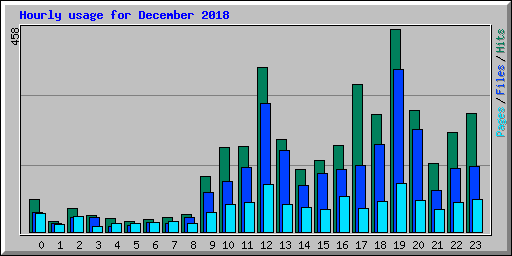 Hourly usage for December 2018
458
Pages/Files/Hits
0 1 2 3 4 5 6 7 8 9 10 11 12 13 14 15 16 17 18 19 20 21 22 23